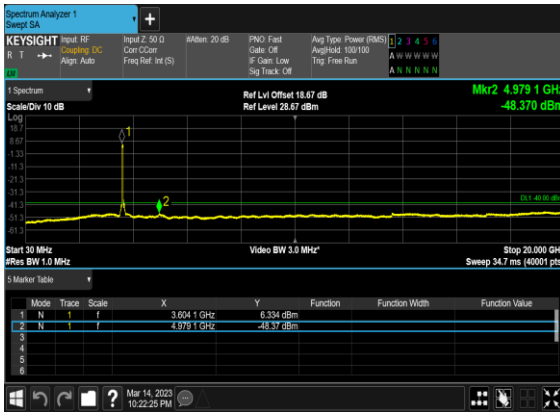 Spectrum Analyzer 1
Swept SA
+
KEYSIGHT Input: RF Input Z: 50 Ω #Atten: 20 dB PNO: Fast Avg Type: Power (RMS) 1 2 3 4 5 6
R T Coupling: DC Corr CCorr Gate: Off Avg|Hold: 100/100 A W W W W W
Align: Auto Freq Ref: Int (S) IF Gain: Low Trig: Free Run
LXI Sig Track: Off A N N N N N
1 Spectrum Ref Lvl Offset 18.67 dB Mkr2 4.979 1 GHz
Scale/Div 10 dB Ref Level 28.67 dBm -48.370 dBm
Log
18.7
8.67
-1.33
-11.3
-21.3
-31.3
-41.3
-51.3
-61.3
1
2
DL1 -40.00 dBm
Start 30 MHz Video BW 3.0 MHz* Stop 20.000 GHz
#Res BW 1.0 MHz Sweep 34.7 ms (40001 pts)
5 Marker Table
Mode Trace Scale X Y Function Function Width Function Value
1 N 1 f 3.604 1 GHz 6.334 dBm
2 N 1 f 4.979 1 GHz -48.37 dBm
3
4
5
6
? Mar 14, 2023
10:22:25 PM